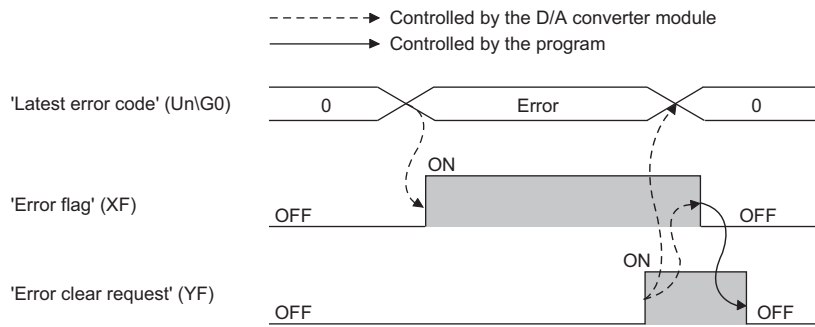 Controlled by the D/A converter module
Controlled by the program
'Latest error code' (Un\G0)
0
Error
0
ON
'Error flag' (XF)
OFF
OFF
ON
'Error clear request' (YF)
OFF
OFF